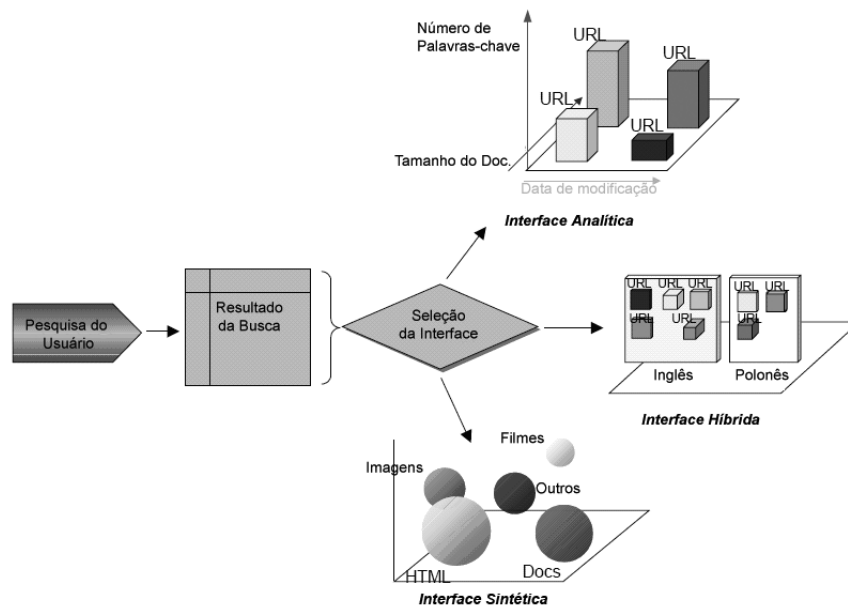 Número de
Palavras-chave
URL
URL
URL
URL
Tamanho do Doc.
Data de modificação
Interface Analítica
Pesquisa do
Usuário
Resultado
da Busca
Seleção
da Interface
URL
URL
URL
URL
URL
URL
URL
URL
Inglês
Polonês
Interface Híbrida
Filmes
Imagens
Outros
HTML
Docs
Interface Sintética